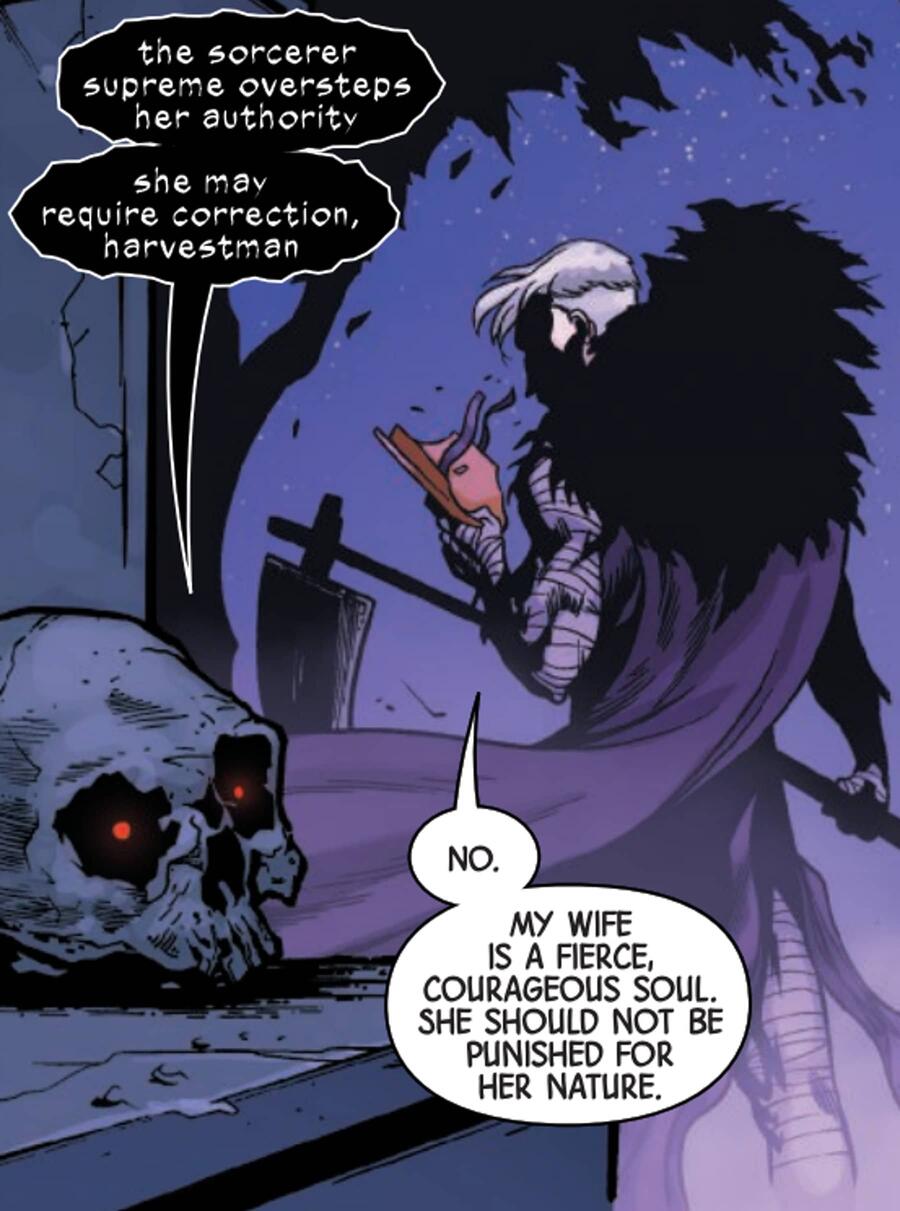 the sorcerer
supreme oversteps
her authority
she may
require correction,
harvestman
NO.
MY WIFE
IS A FIERCE,
COURAGEOUS SOUL.
SHE SHOULD NOT BE
PUNISHED FOR
HER NATURE.